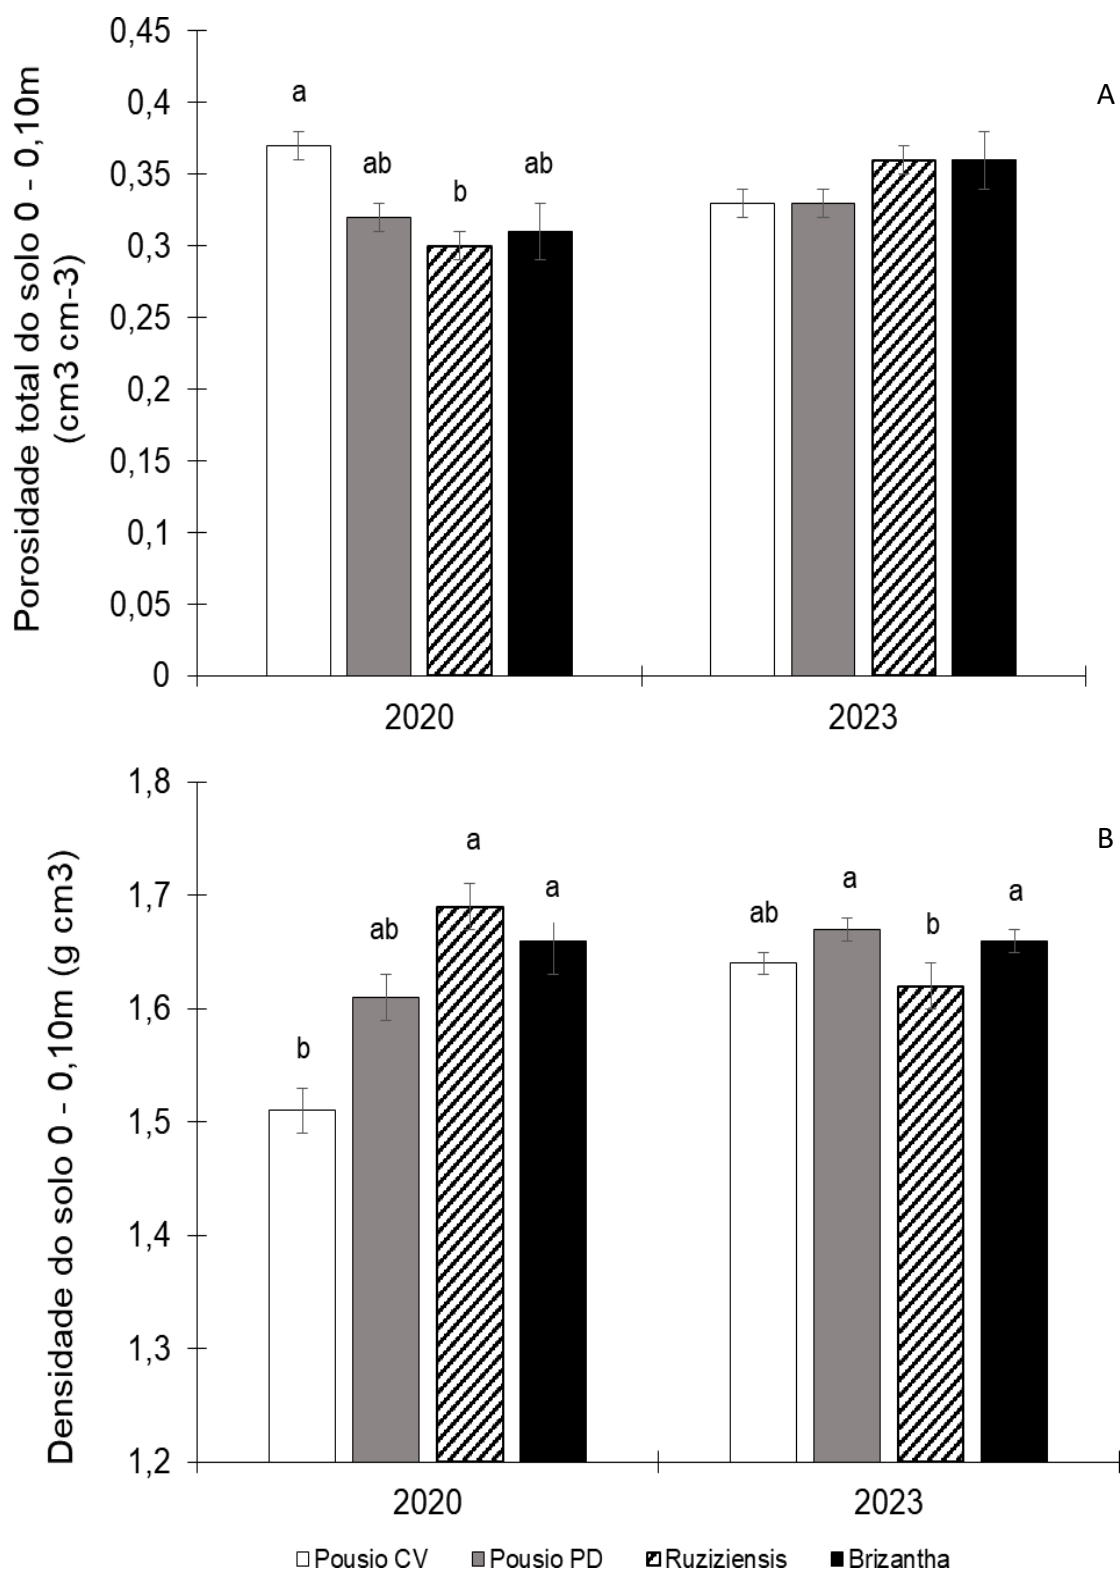 Porosidade total do solo 0 - 0,10m
(cm3 cm-3)
0,45
0,4
0,35
0,3
0,25
0,2
0,15
0,1
0,05
0
a
ab
b
ab
A
2020
2023
Densidade do solo 0 - 0,10m (g cm3)
1,8
1,7
1,6
1,5
1,4
1,3
1,2
b
ab
a
a
ab
a
b
a
B
2020
2023
Pousio CV
Pousio PD
Ruziziensis
Brizantha